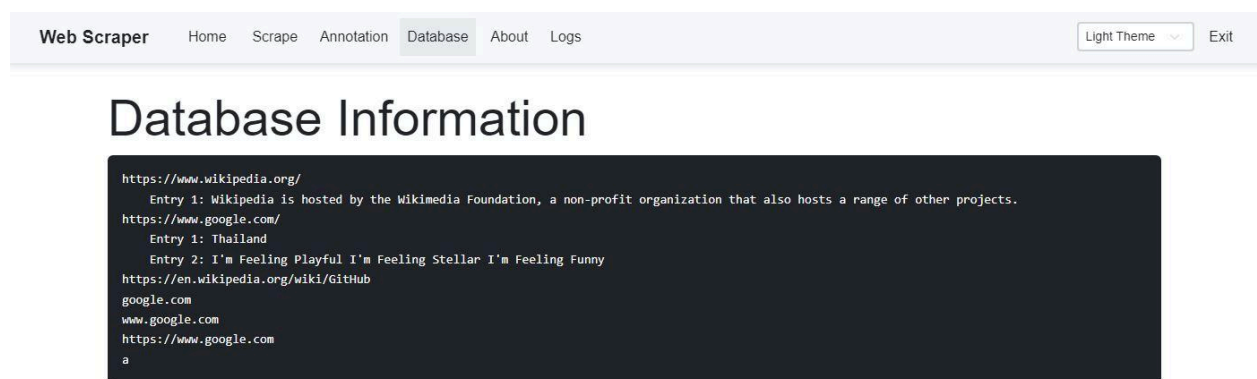 Web Scraper Home Scrape Annotation Database About Logs Light Theme Exit
Database Information
https://www.wikipedia.org/
Entry 1: Wikipedia is hosted by the Wikimedia Foundation, a non-profit organization that also hosts a range of other projects.
https://www.google.com/
Entry 1: Thailand
Entry 2: I'm Feeling Playful I'm Feeling Stellar I'm Feeling Funny
https://en.wikipedia.org/wiki/GitHub
google.com
www.google.com
https://www.google.com
a